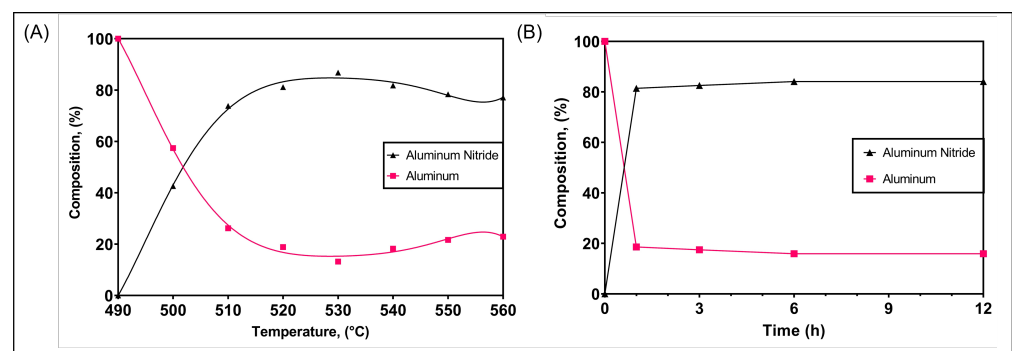 (A)
100
80
60
40
20
0
Composition, (%)
Aluminum Nitride
Aluminum
490 500 510 520 530 540 550 560
Temperature, (°C)
(B)
100
80
60
40
20
0
Composition, (%)
Aluminum Nitride
Aluminum
0 3 6 9 12
Time (h)